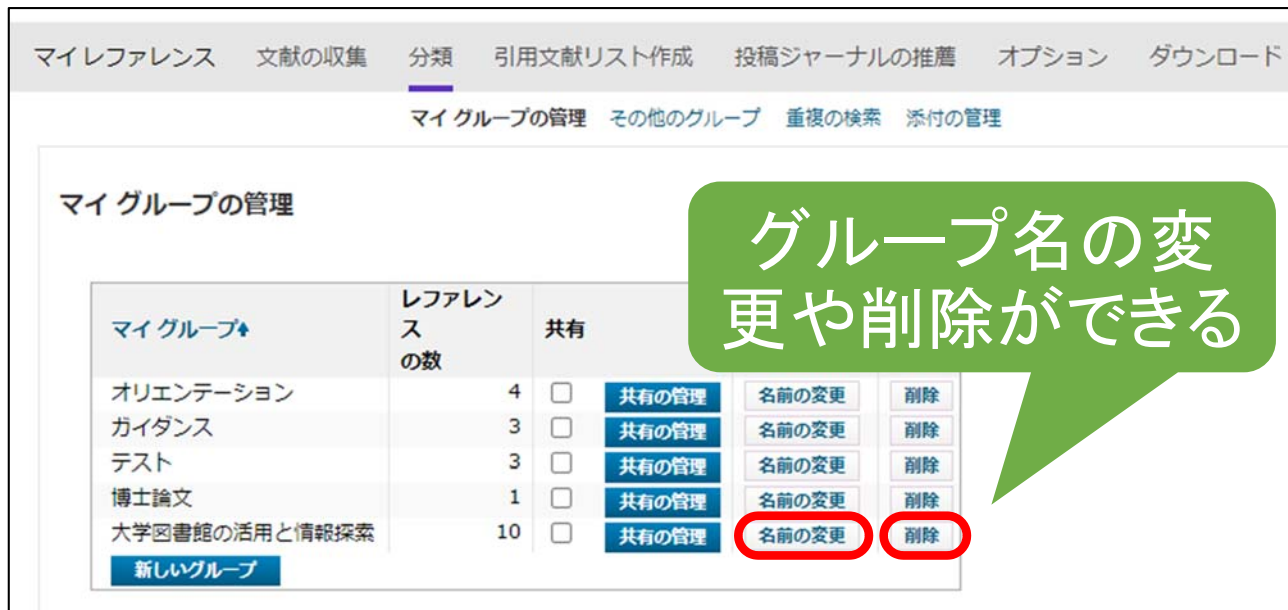 マイレファレンス 文献の収集 分類 引用文献リスト作成 投稿ジャーナルの推薦 オプション ダウンロード
マイ グループの管理 その他のグループ 重複の検索 添付の管理
マイ グループの管理
グループ名の変
更や削除ができる
マイ グループ
レファレン
ス
の数
共有
オリエンテーション 4 共有の管理 名前の変更 削除
ガイダンス 3 共有の管理 名前の変更 削除
テスト 3 共有の管理 名前の変更 削除
博士論文 1 共有の管理 名前の変更 削除
大学図書館の活用と情報探索 10 共有の管理 名前の変更 削除
新しいグループ